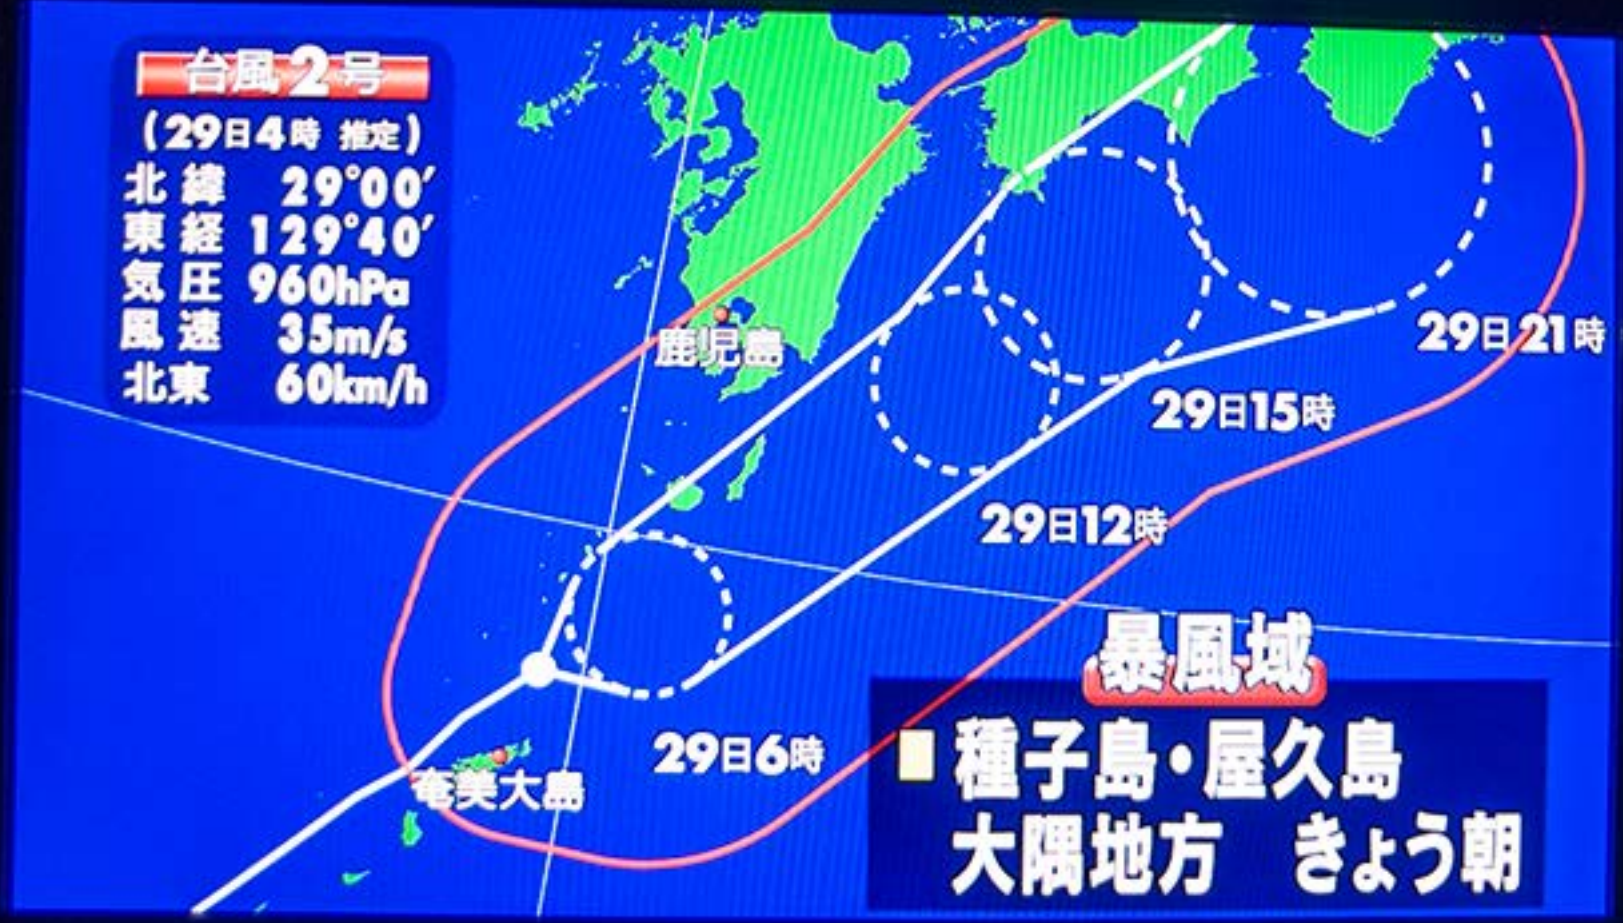 台風2号
(29日4時 推定)
北緯 29°00′
東経 129°40′
気圧 960hPa
風速 35m/s
北東 60km/h
鹿児島
29日21時
29日15時
29日12時
29日6時
奄美大島
暴風域
種子島・屋久島
大隅地方 きょう朝